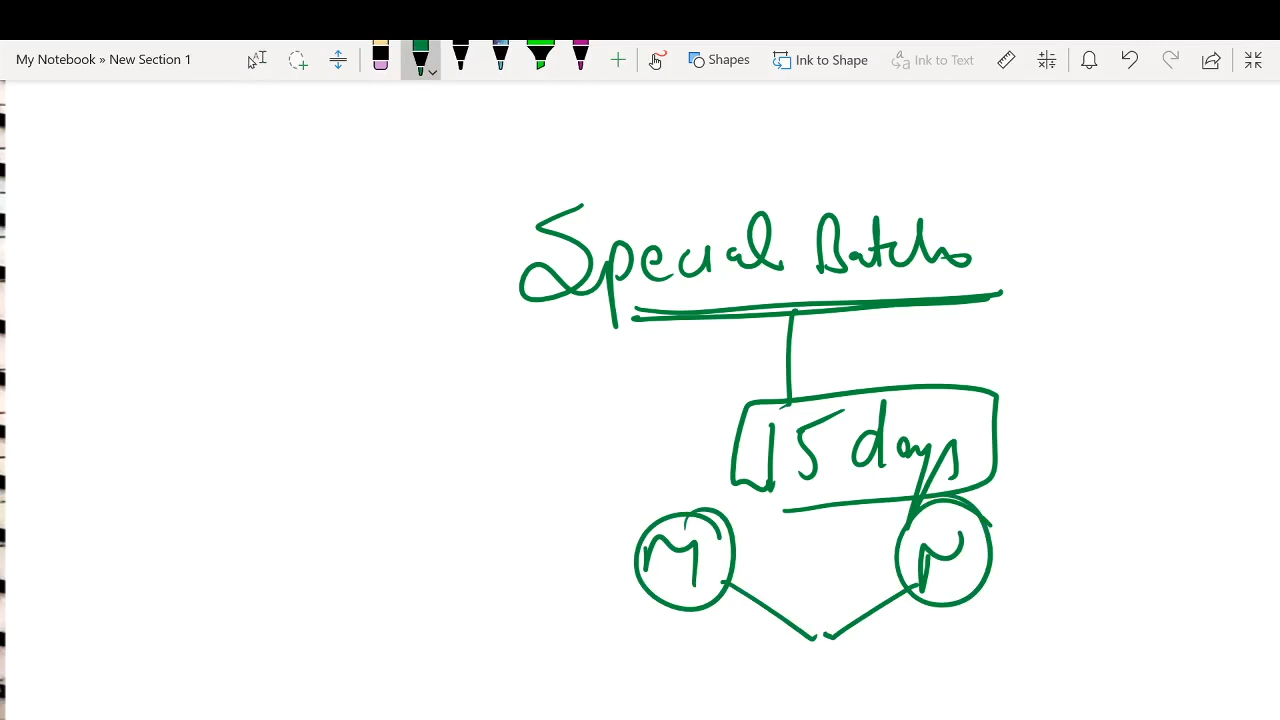 My Notebook » New Section 1
Shapes
Ink to Shape
Ink to Text
Special Batch
15 days
M